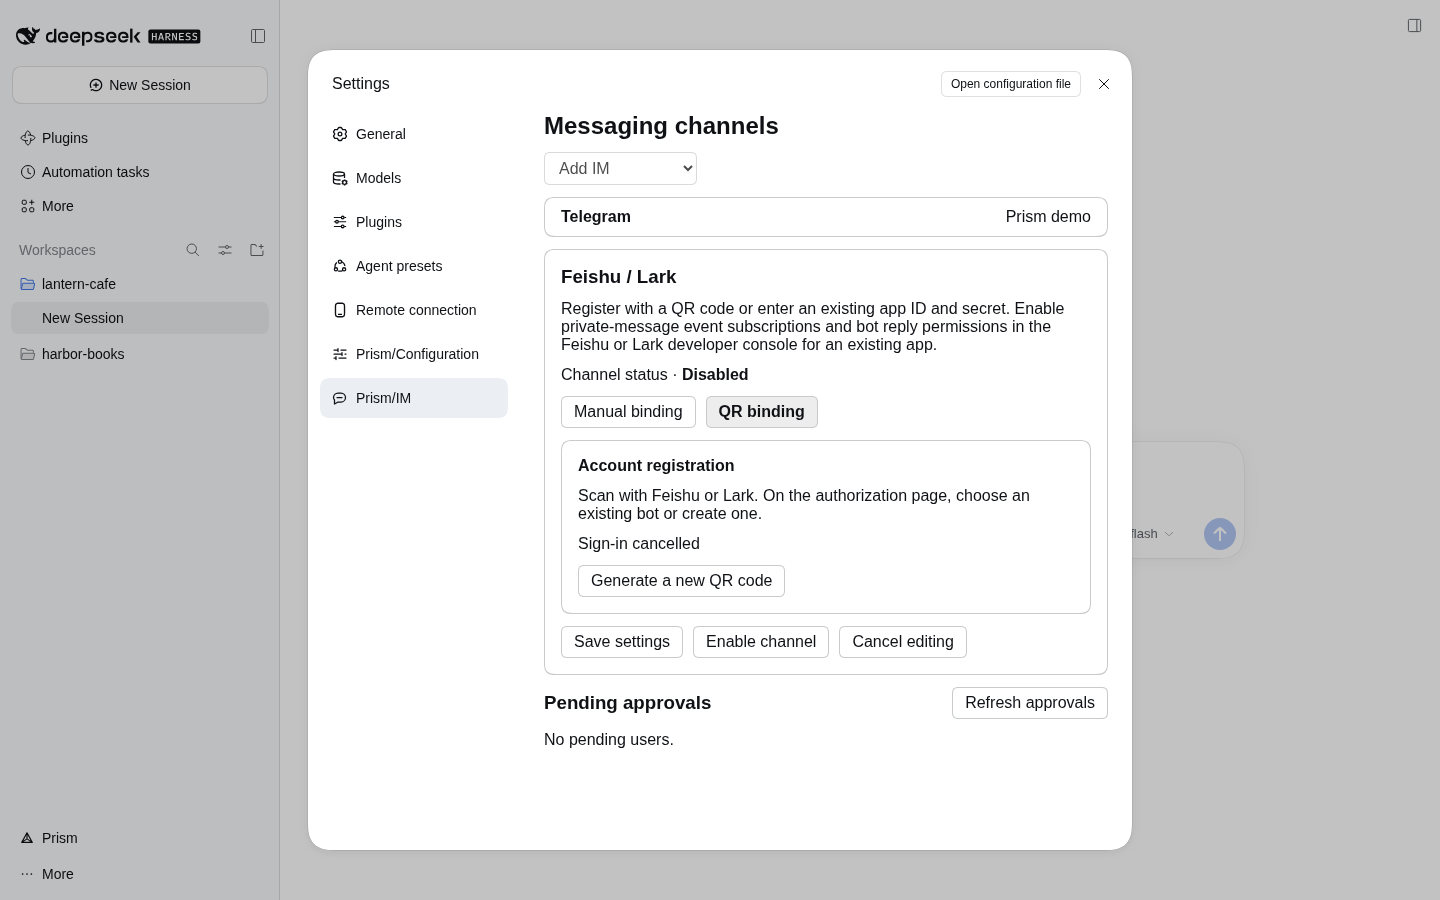 deepseek HARNESS
New Session
Plugins
Automation tasks
More
Workspaces
lantern-cafe
New Session
harbor-books
Prism
More
Settings
Open configuration file
General
Models
Plugins
Agent presets
Remote connection
Prism/Configuration
Prism/IM
Messaging channels
Add IM
Telegram
Prism demo
Feishu / Lark
Register with a QR code or enter an existing app ID and secret. Enable
private-message event subscriptions and bot reply permissions in the
Feishu or Lark developer console for an existing app.
Channel status · Disabled
Manual binding
QR binding
Account registration
Scan with Feishu or Lark. On the authorization page, choose an
existing bot or create one.
Sign-in cancelled
Generate a new QR code
Save settings
Enable channel
Cancel editing
Pending approvals
Refresh approvals
No pending users.
flash